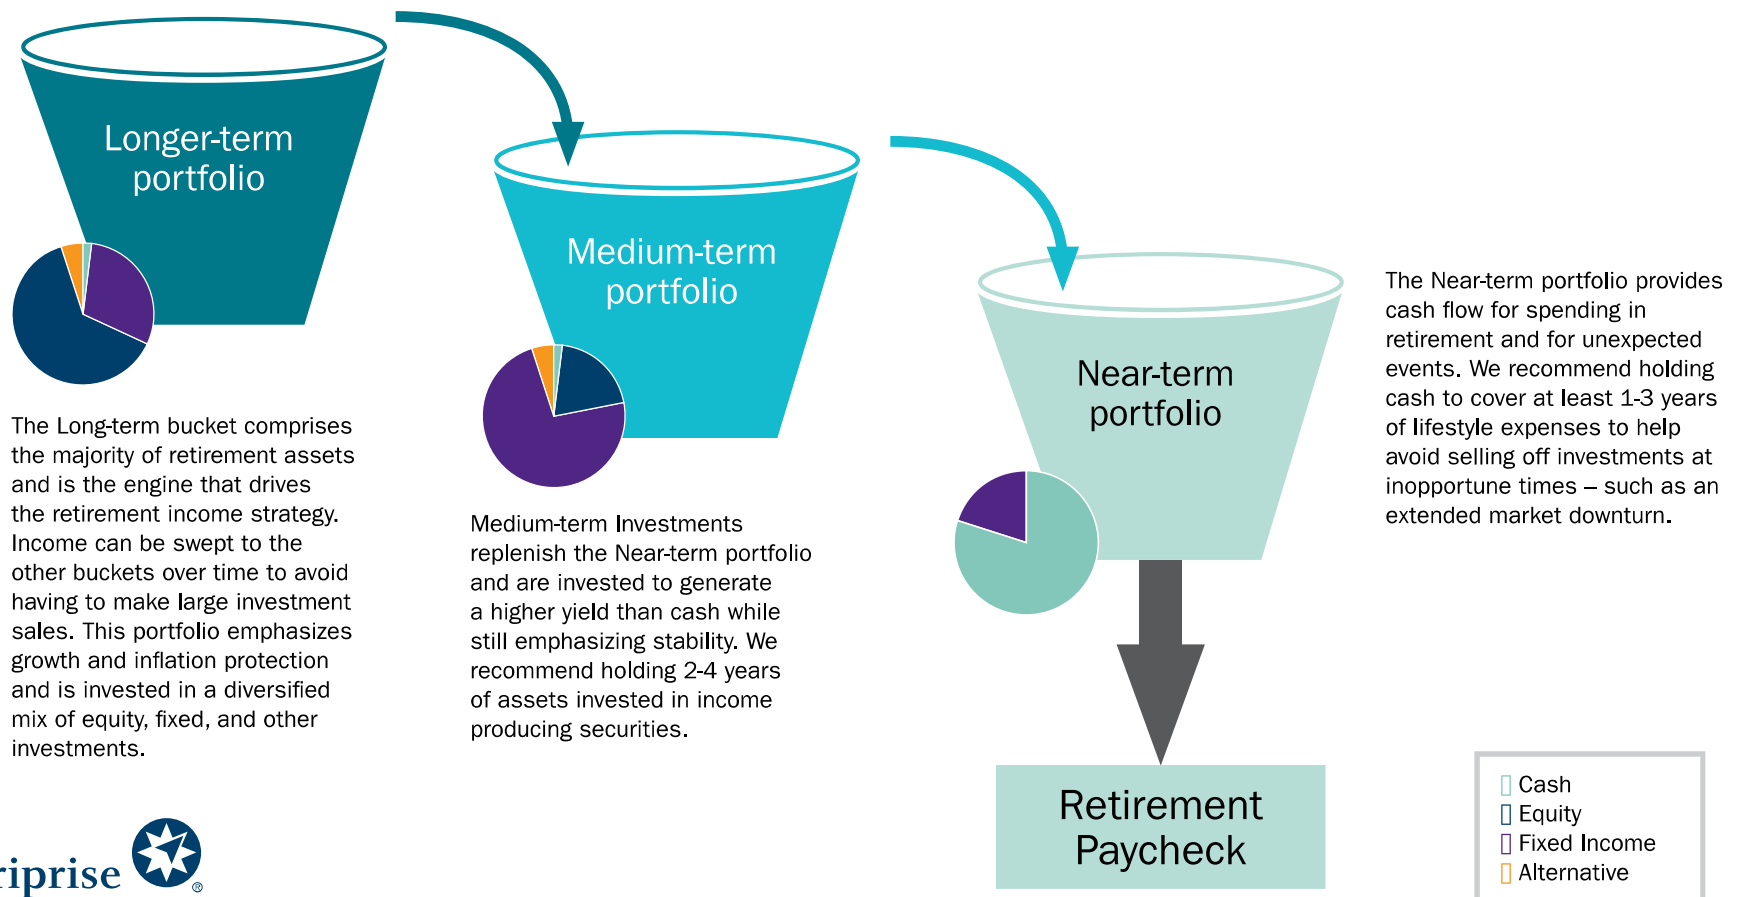 Longer-term
portfolio
Medium-term
portfolio
Near-term
portfolio
The Long-term bucket comprises
the majority of retirement assets
and is the engine that drives
the retirement income strategy.
Income can be swept to the
other buckets over time to avoid
having to make large investment
sales. This portfolio emphasizes
growth and inflation protection
and is invested in a diversified
mix of equity, fixed, and other
investments.
Medium-term Investments
replenish the Near-term portfolio
and are invested to generate
a higher yield than cash while
still emphasizing stability. We
recommend holding 2-4 years
of assets invested in income
producing securities.
The Near-term portfolio provides
cash flow for spending in
retirement and for unexpected
events. We recommend holding
cash to cover at least 1-3 years
of lifestyle expenses to help
avoid selling off investments at
inopportune times – such as an
extended market downturn.
Retirement
Paycheck
Cash
Equity
Fixed Income
Alternative
riprise ®